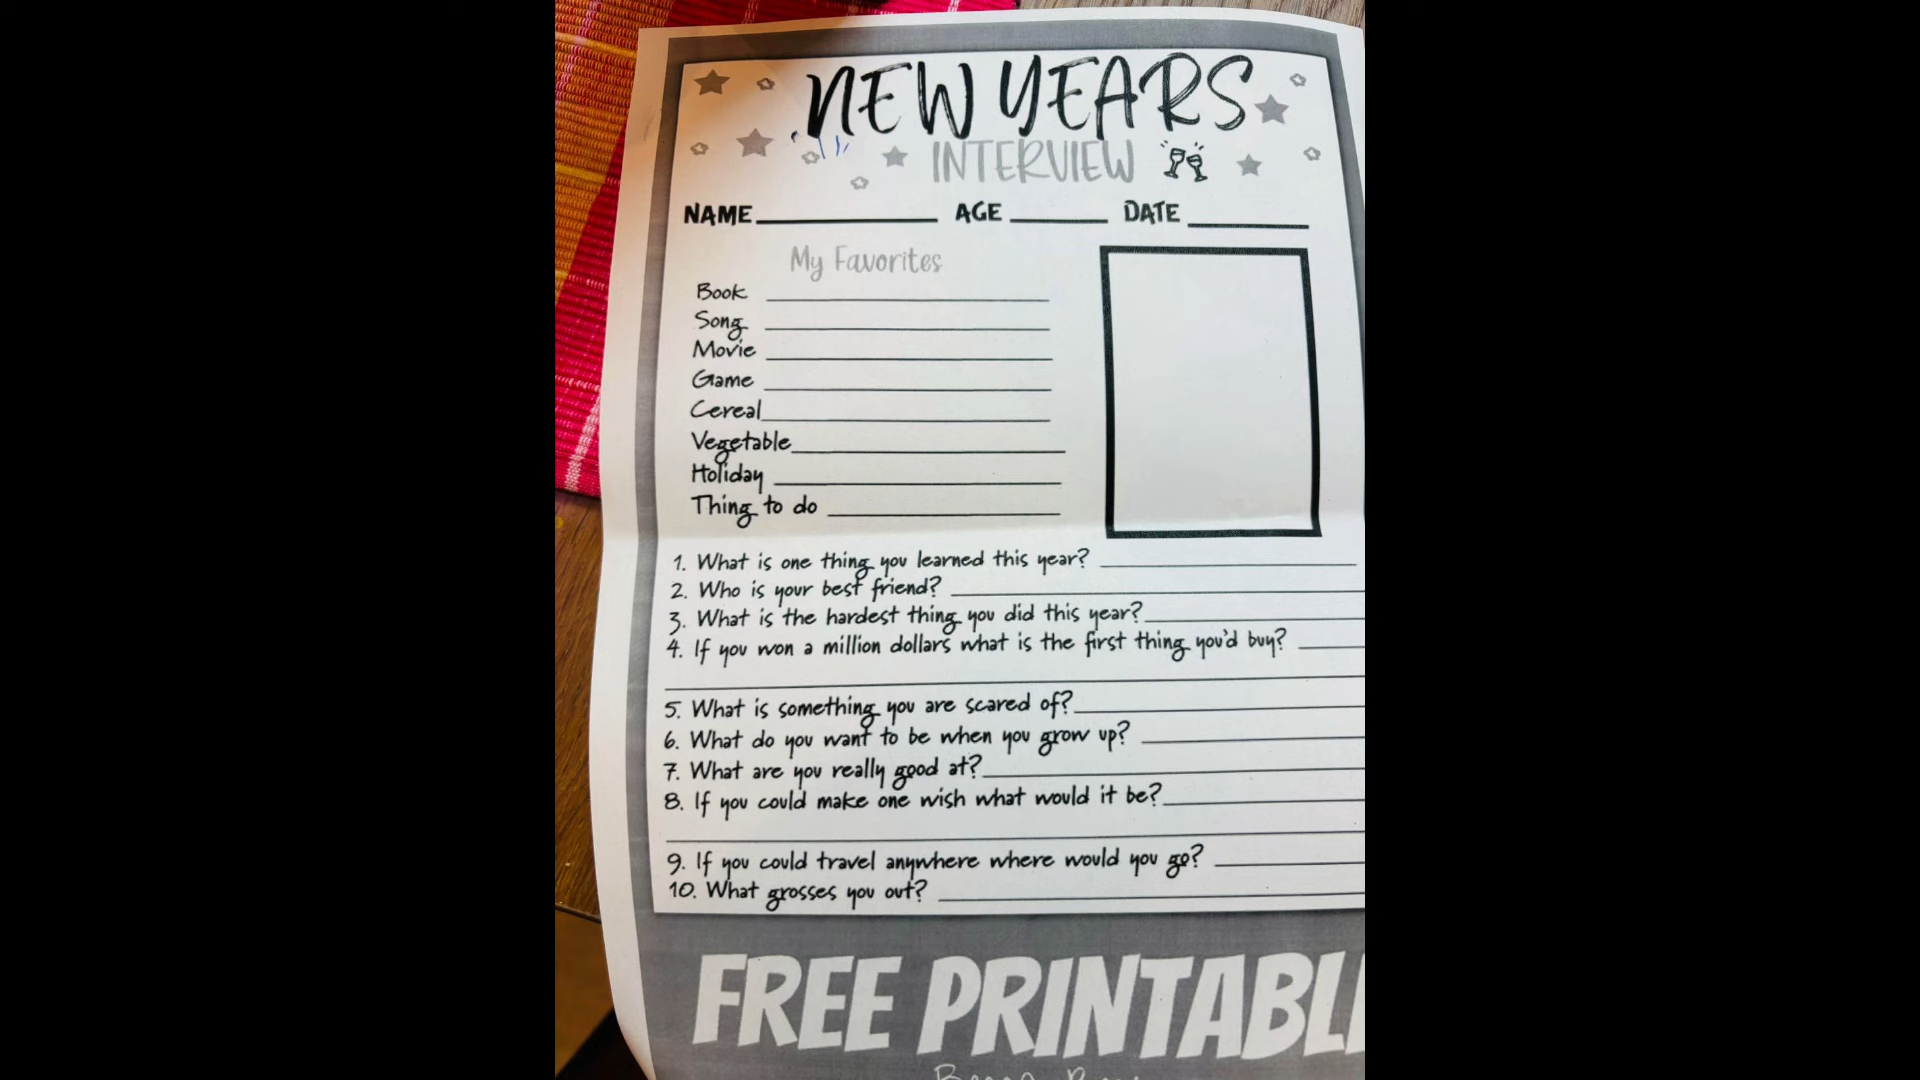 NEW YEARS
INTERVIEW
NAME AGE DATE
My Favorites
Book
Song
Movie
Game
Cereal
Vegetable
Holiday
Thing to do
1. What is one thing you learned this year?
2. Who is your best friend?
3. What is the hardest thing you did this year?
4. If you won a million dollars what is the first thing you'd buy?
5. What is something you are scared of?
6. What do you want to be when you grow up?
7. What are you really good at?
8. If you could make one wish what would it be?
9. If you could travel anywhere where would you go?
10. What grosses you out?
FREE PRINTABL